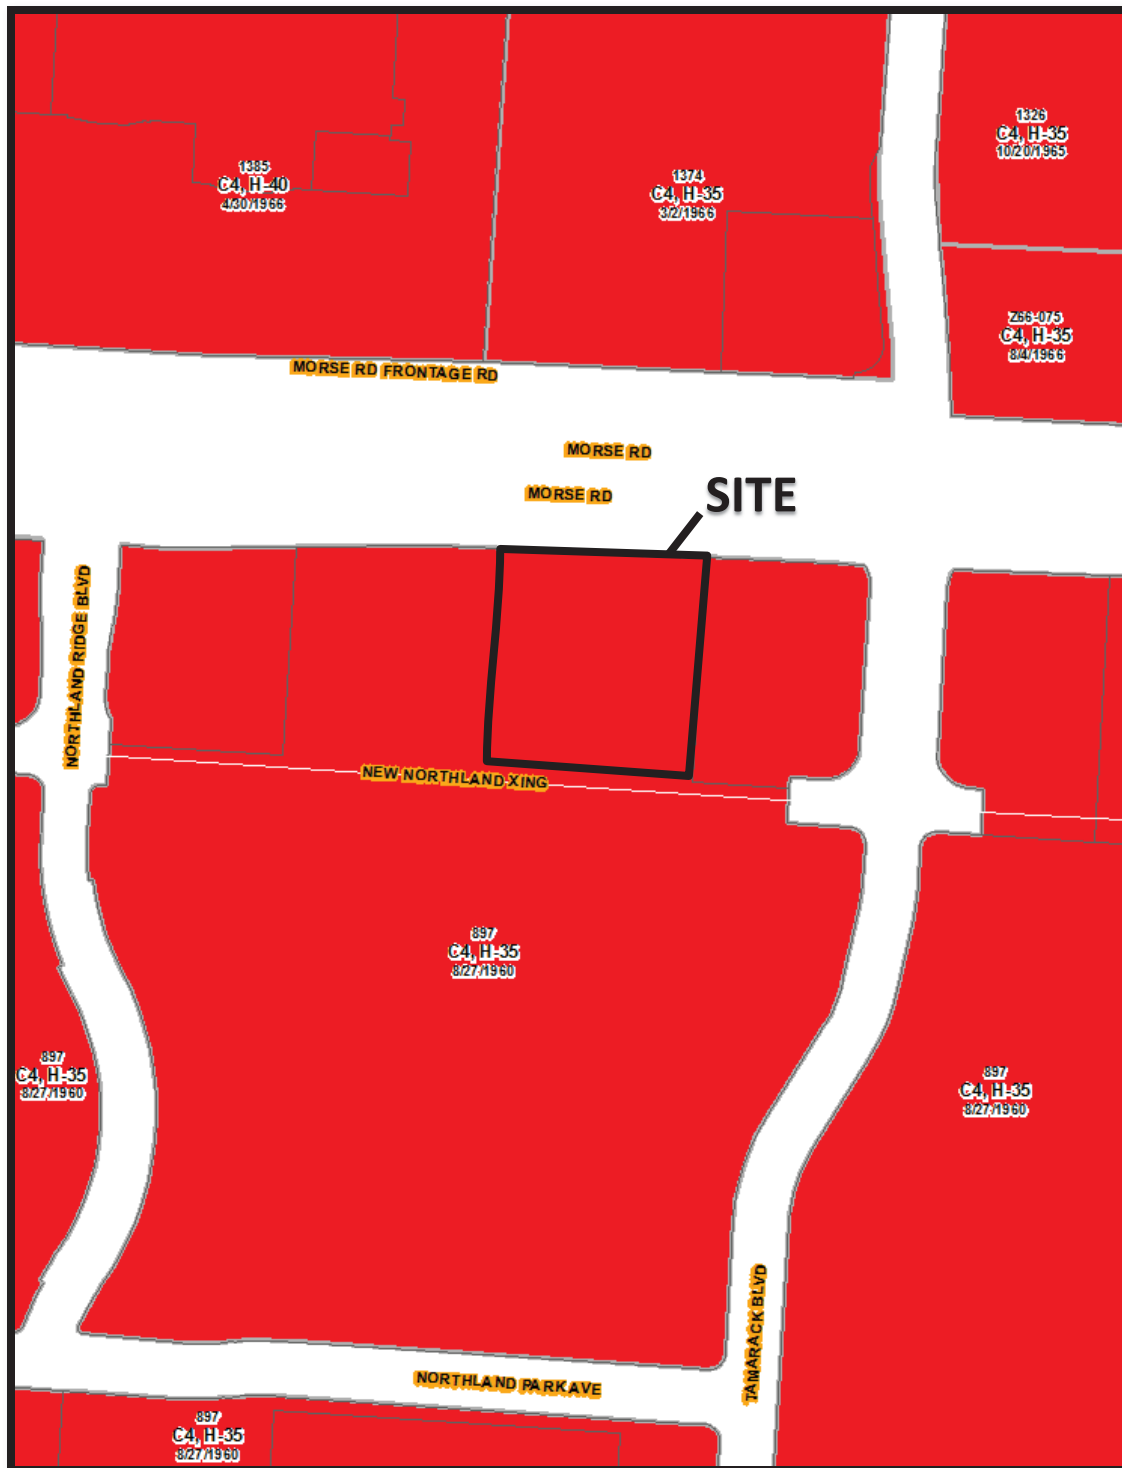 1326
C4, H-35
10/20/1965
1385
C4, H-40
4/30/1966
1374
C4, H-35
3/2/1966
Z66-075
C4, H-35
8/4/1966
MORSE RD FRONTAGE RD
MORSE RD
MORSE RD
SITE
NORTHLAND RIDGE BLVD
NEW NORTHLAND XING
897
C4, H-35
8/27/1960
897
C4, H-35
8/27/1960
897
C4, H-35
8/27/1960
TAMARACK BLVD
NORTHLAND PARK AVE
897
C4, H-35
8/27/1960